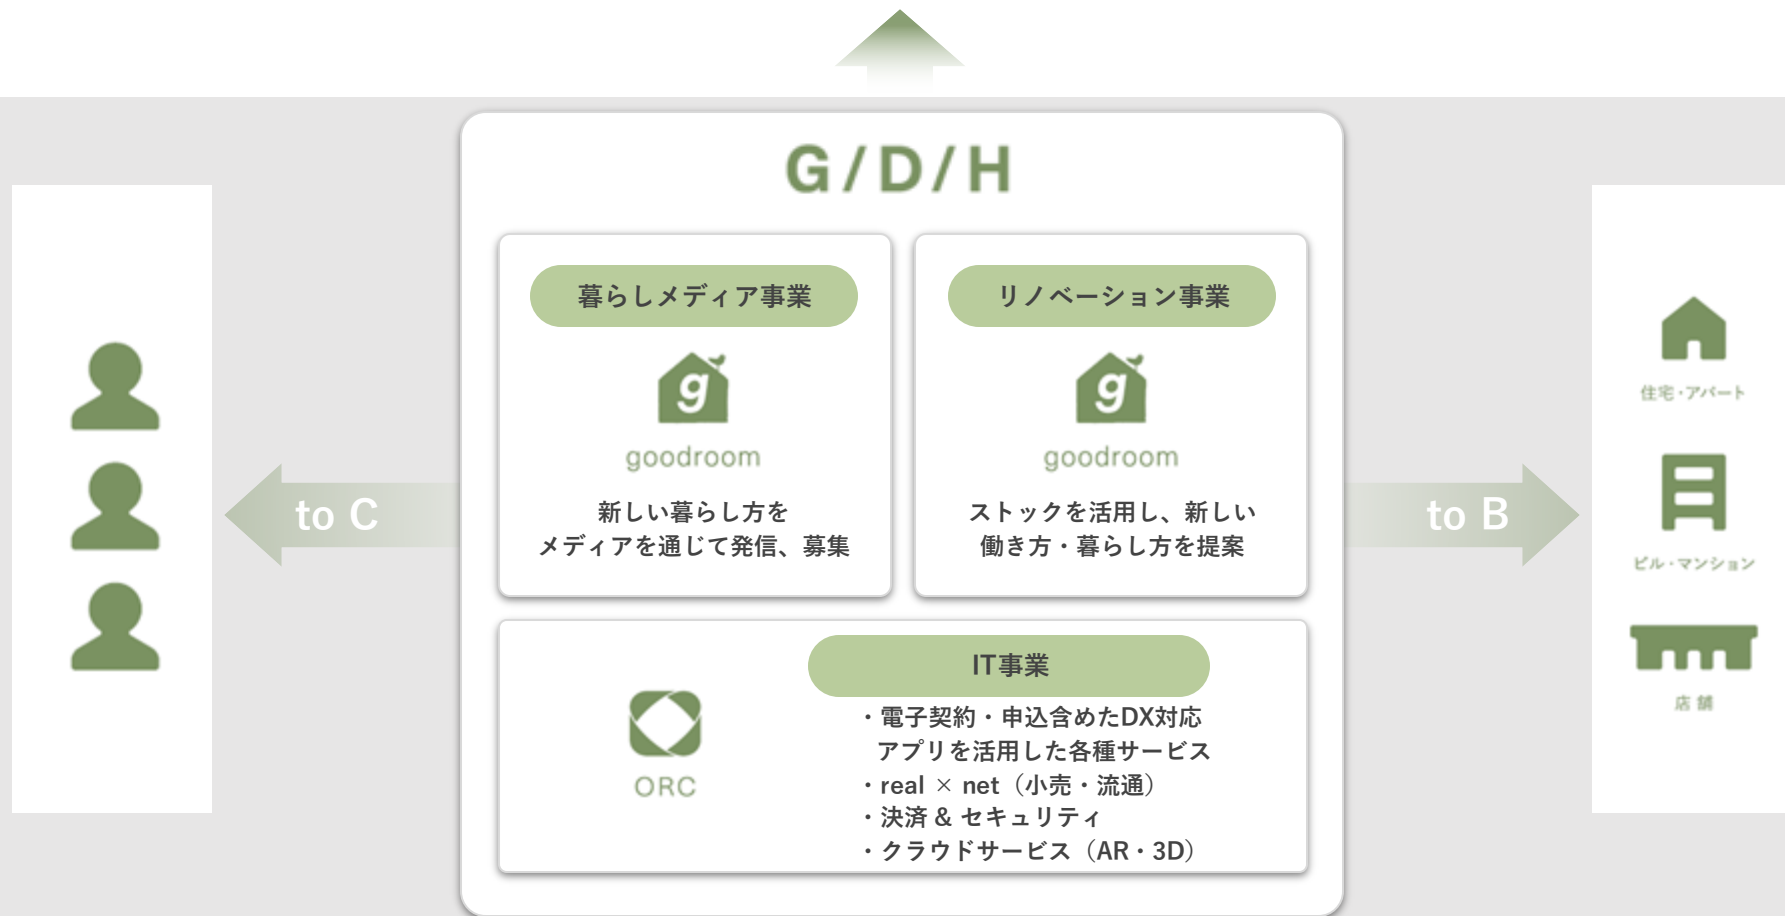 G/D/H
暮らしメディア事業
g
goodroom
新しい暮らし方を
メディアを通じて発信、募集
リノベーション事業
g
goodroom
ストックを活用し、新しい
働き方・暮らし方を提案
to C
to B
住宅・アパート
ビル・マンション
店舗
ORC
IT事業
・電子契約・申込含めたDX対応
アプリを活用した各種サービス
・real × net（小売・流通）
・決済 & セキュリティ
・クラウドサービス（AR・3D）